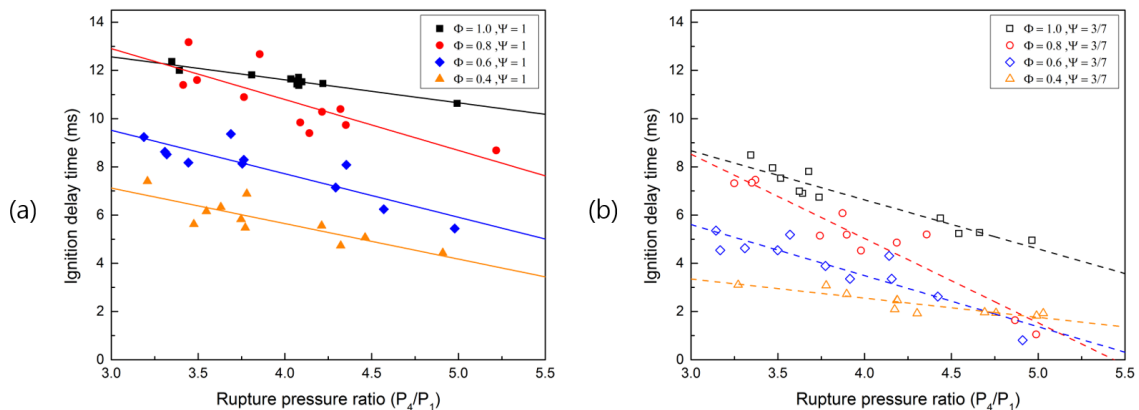 (a)
Ignition delay time (ms)
14
12
10
8
6
4
2
0
3.0 3.5 4.0 4.5 5.0 5.5
Rupture pressure ratio (P4/P1)
Φ = 1.0 ,Ψ = 1
Φ = 0.8 ,Ψ = 1
Φ = 0.6 ,Ψ = 1
Φ = 0.4 ,Ψ = 1
(b)
Ignition delay time (ms)
14
12
10
8
6
4
2
0
3.0 3.5 4.0 4.5 5.0 5.5
Rupture pressure ratio (P4/P1)
Φ = 1.0 ,Ψ = 3/7
Φ = 0.8 ,Ψ = 3/7
Φ = 0.6 ,Ψ = 3/7
Φ = 0.4 ,Ψ = 3/7